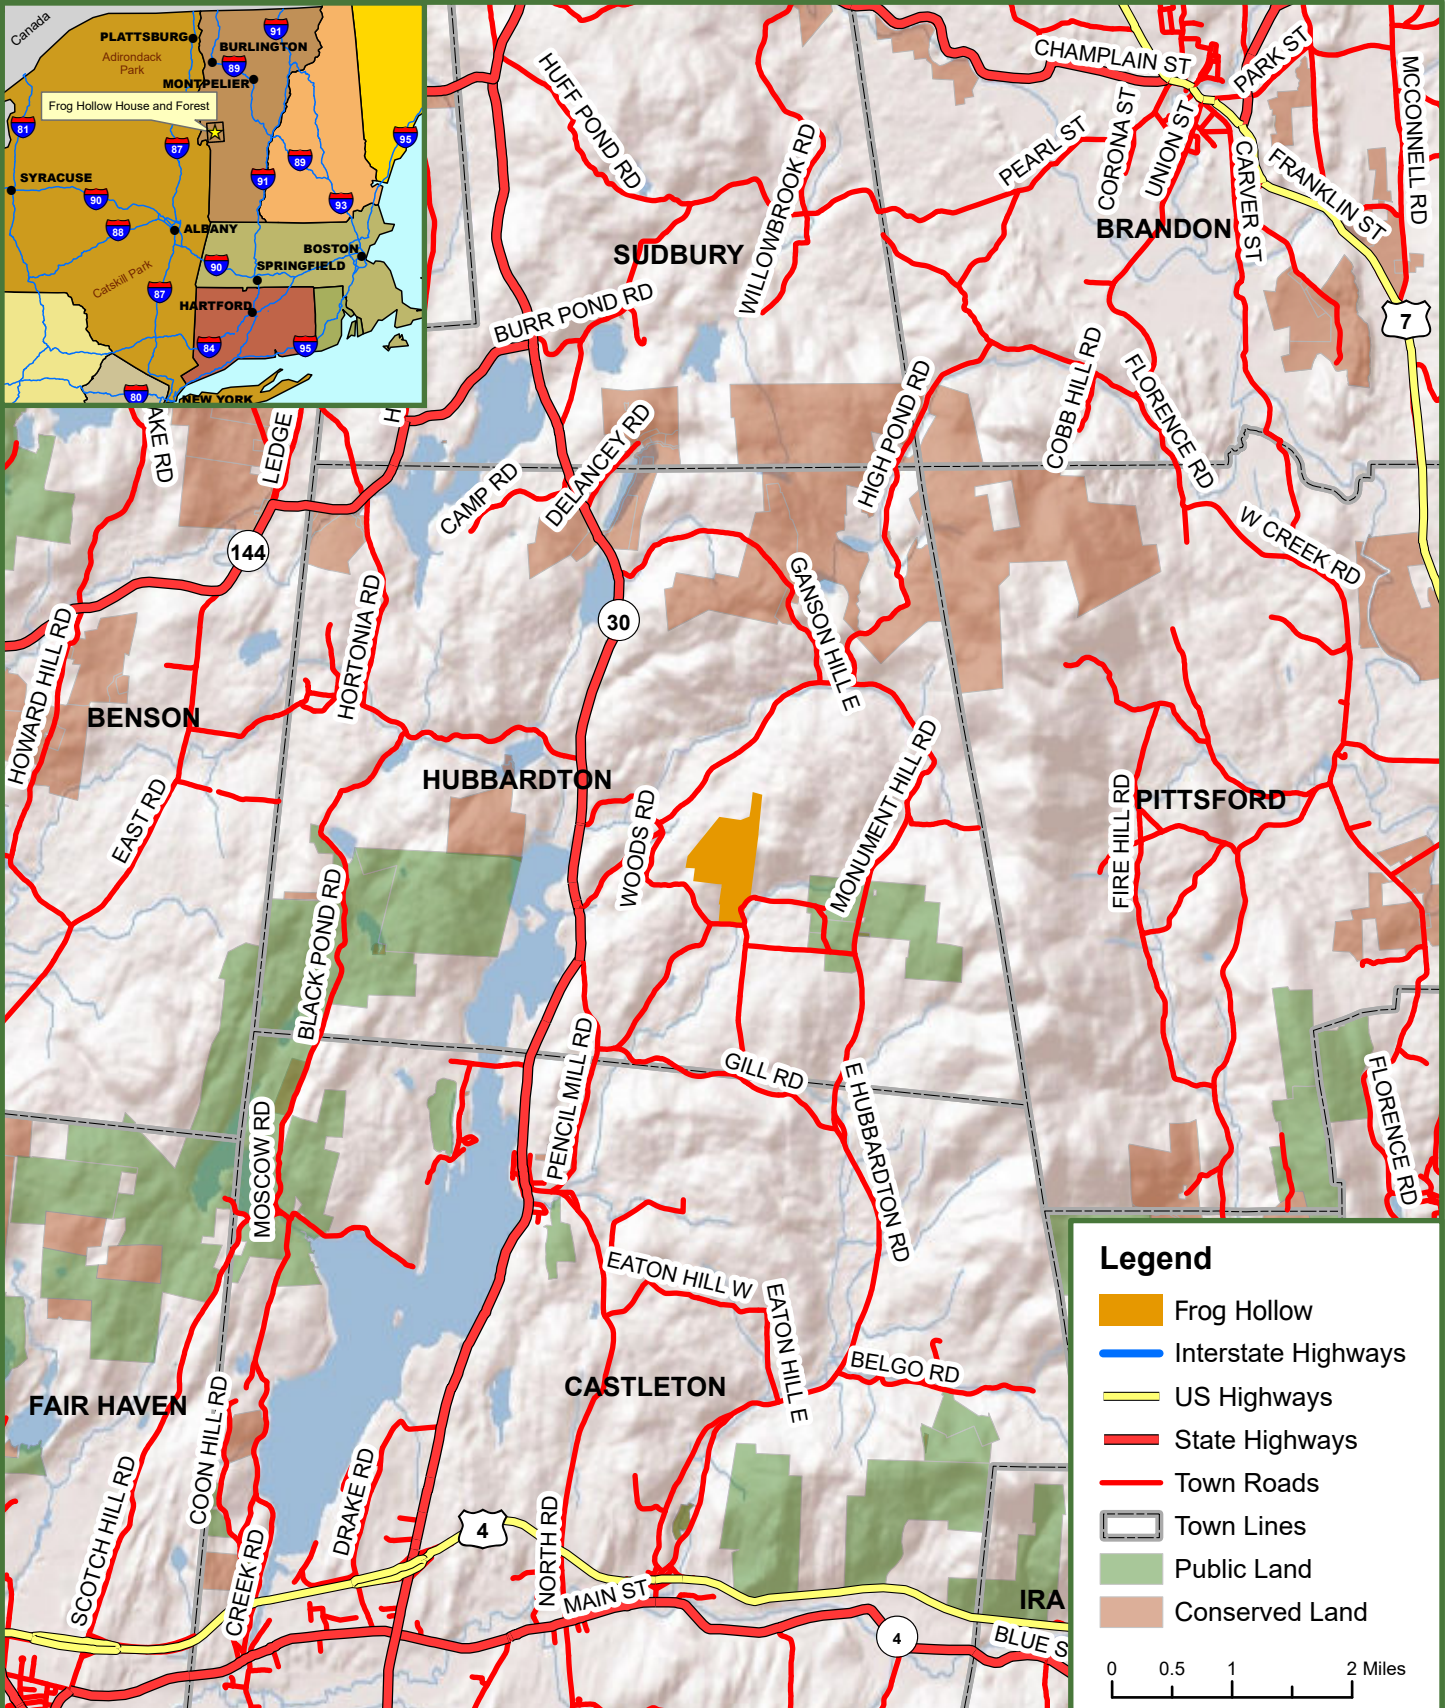 Canada
PLATTSBURG
Adirondack
Park
91
BURLINGTON
89
MONTPELIER
Frog Hollow House and Forest
81
87
95
89
SYRACUSE
91
90
93
88
ALBANY
BOSTON
90
SPRINGFIELD
Catskill Park
87
HARTFORD
84
95
80
NEW YORK
HUFF POND RD
WILLOWBROOK RD
CHAMPLAIN ST
PARK ST
MCCONNELL RD
PEARL ST
CORONA ST
UNION ST
CARVER ST
FRANKLIN ST
BRANDON
SUDBURY
BURR POND RD
7
HIGH POND RD
COBB HILL RD
FLORENCE RD
AKE RD
LEDGE
H
CAMP RD
DELANCEY RD
W CREEK RD
144
30
GANSON HILL E
HOWARD HILL RD
HORTONIA RD
BENSON
HUBBARDTON
MONUMENT HILL RD
PITTSFORD
FIRE HILL RD
EAST RD
WOODS RD
BLACK POND RD
PENCIL MILL RD
GILL RD
E HUBBARDTON RD
FLORENCE RD
MOSCOW RD
EATON HILL W
EATON HILL E
BELGO RD
CASTLETON
FAIR HAVEN
COON HILL RD
SCOTCH HILL RD
DRAKE RD
CREEK RD
4
NORTH RD
MAIN ST
IRA
4
BLUE S
Legend
Frog Hollow
Interstate Highways
US Highways
State Highways
Town Roads
Town Lines
Public Land
Conserved Land
0 0.5 1 2 Miles